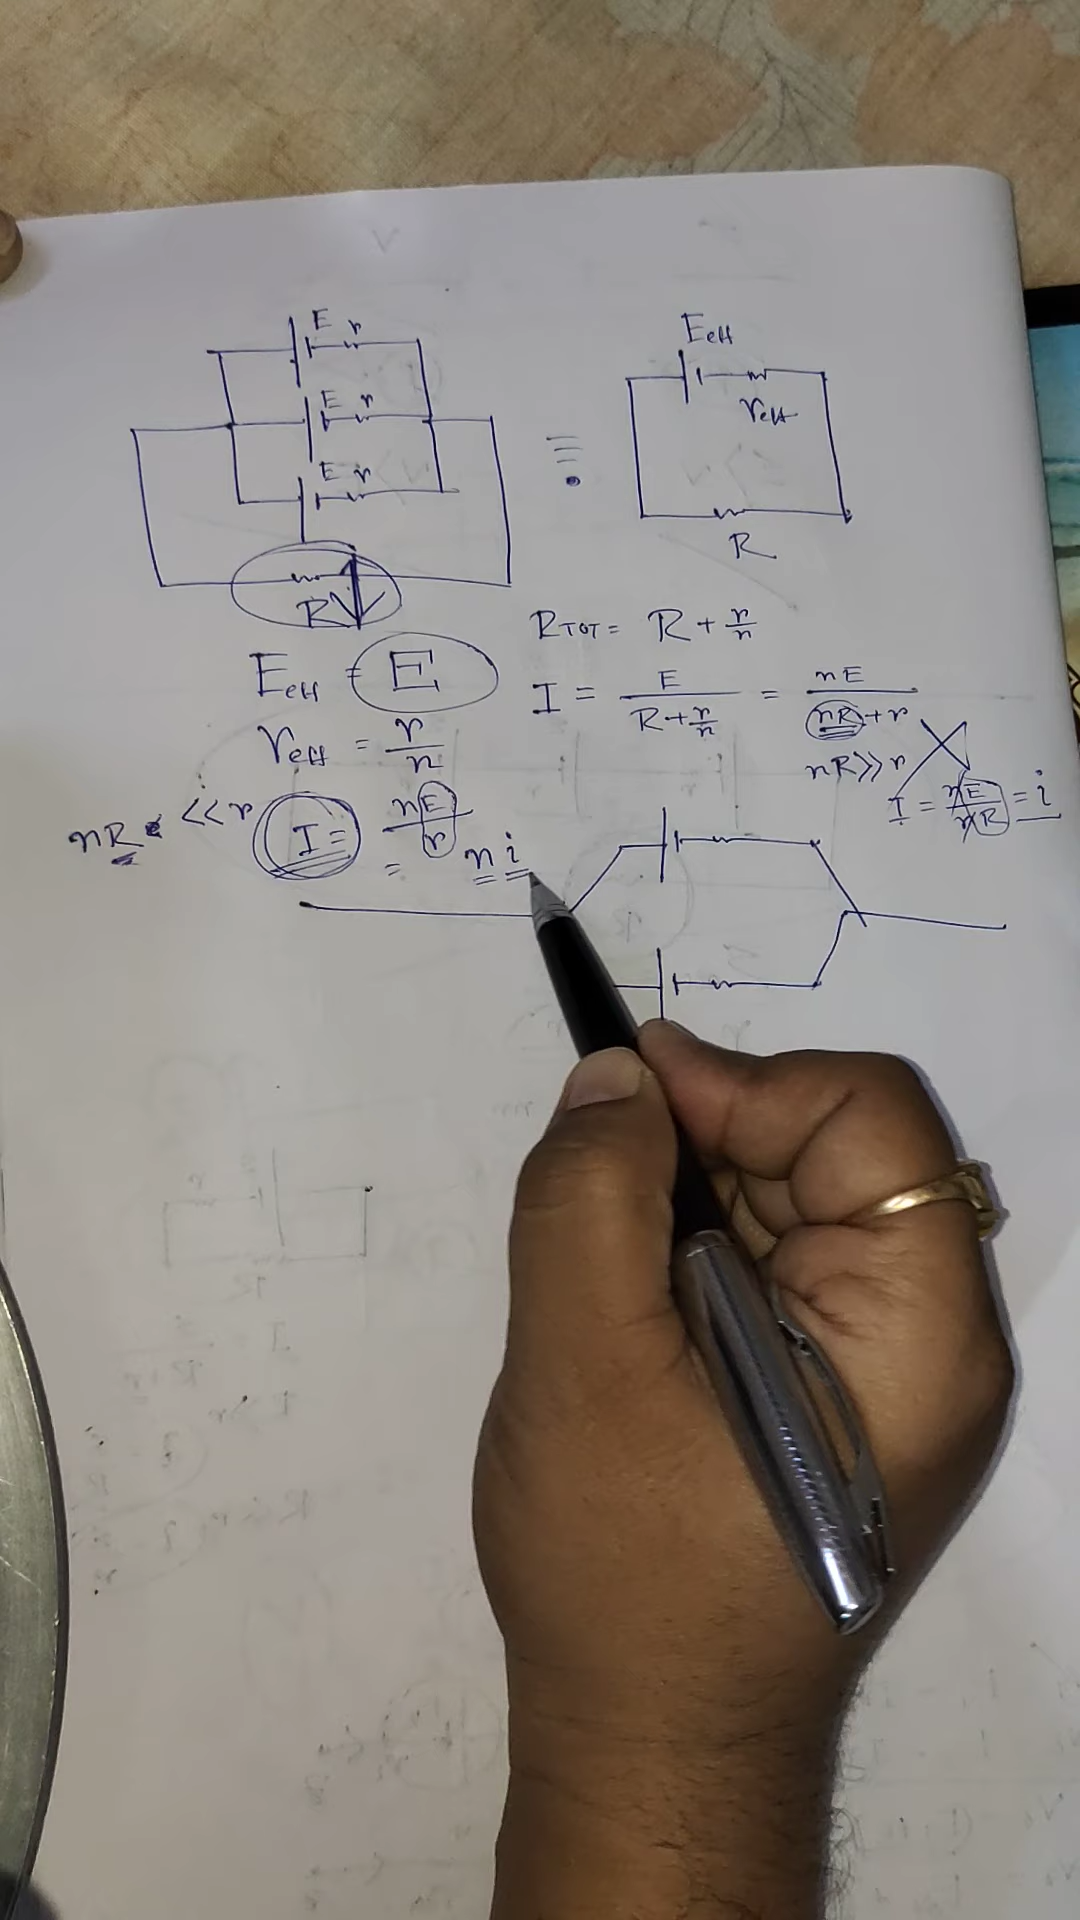 E r
E r
E r
R
Eeff
reff
R
RTOT = R + r/n
Eeff = E
I = E/(R + r/n) = nE/(nR + r)
reff = r/n
nR >> r
I = nE/nR = i
nR << r I = nE/r
= n i